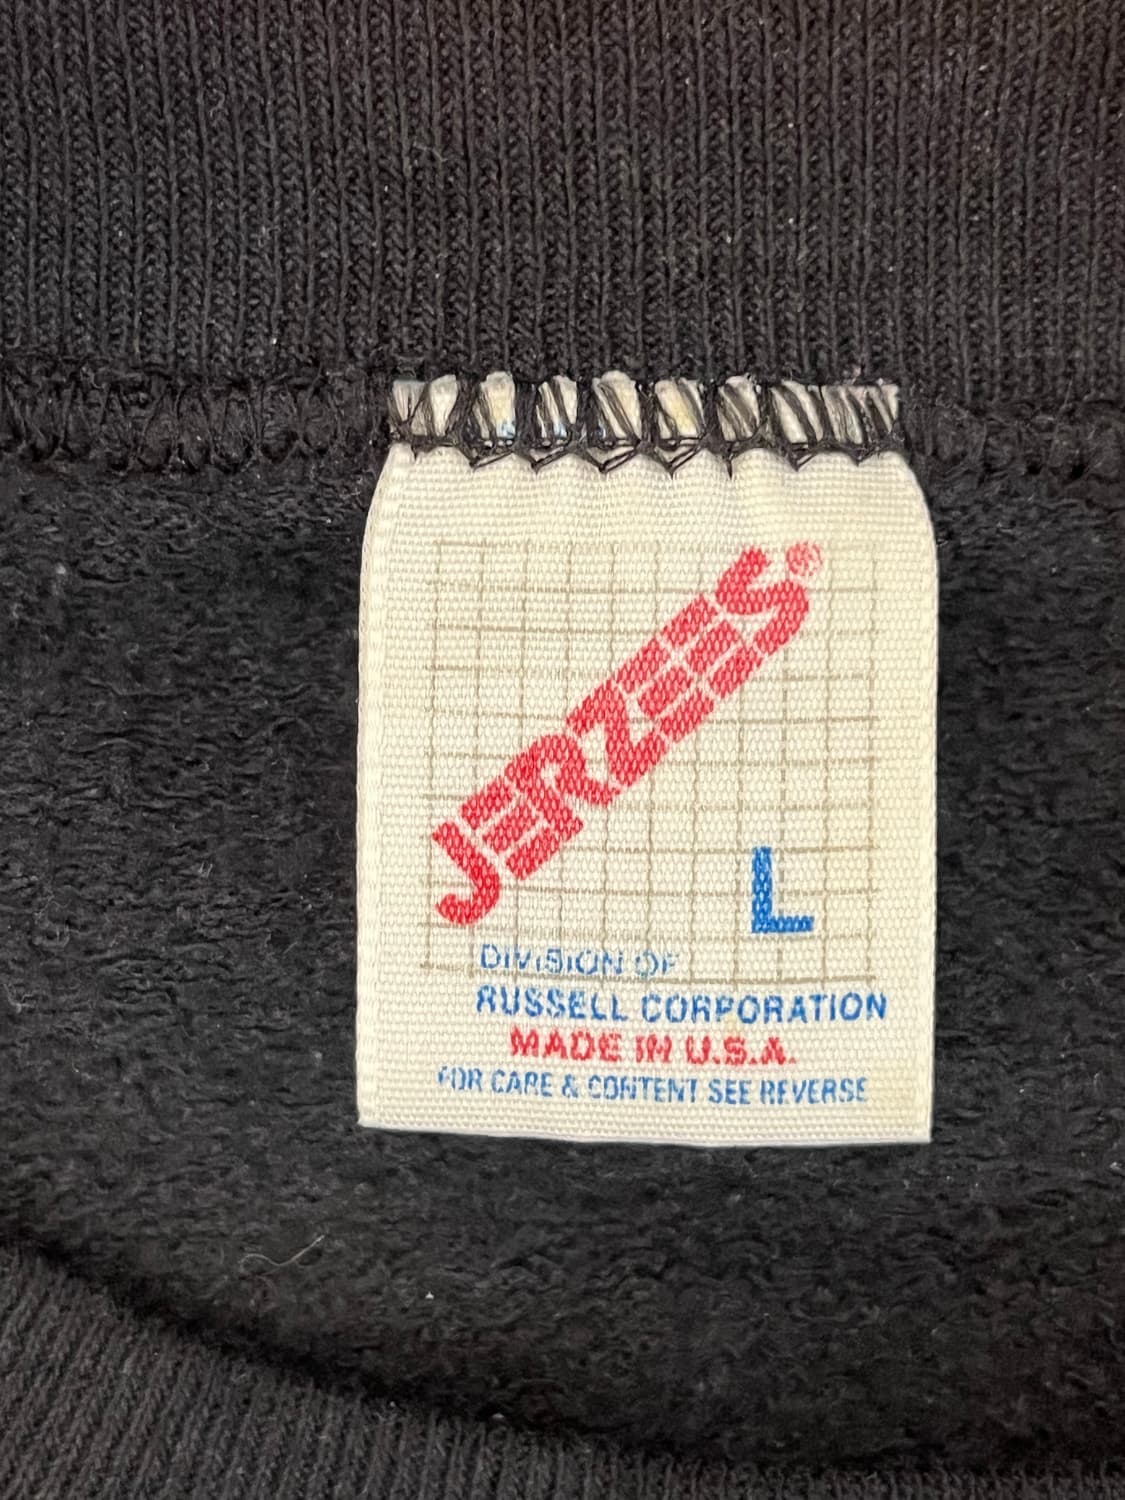 JERZEES®
L
DIVISION OF
RUSSELL CORPORATION
MADE IN U.S.A.
FOR CARE & CONTENT SEE REVERSE